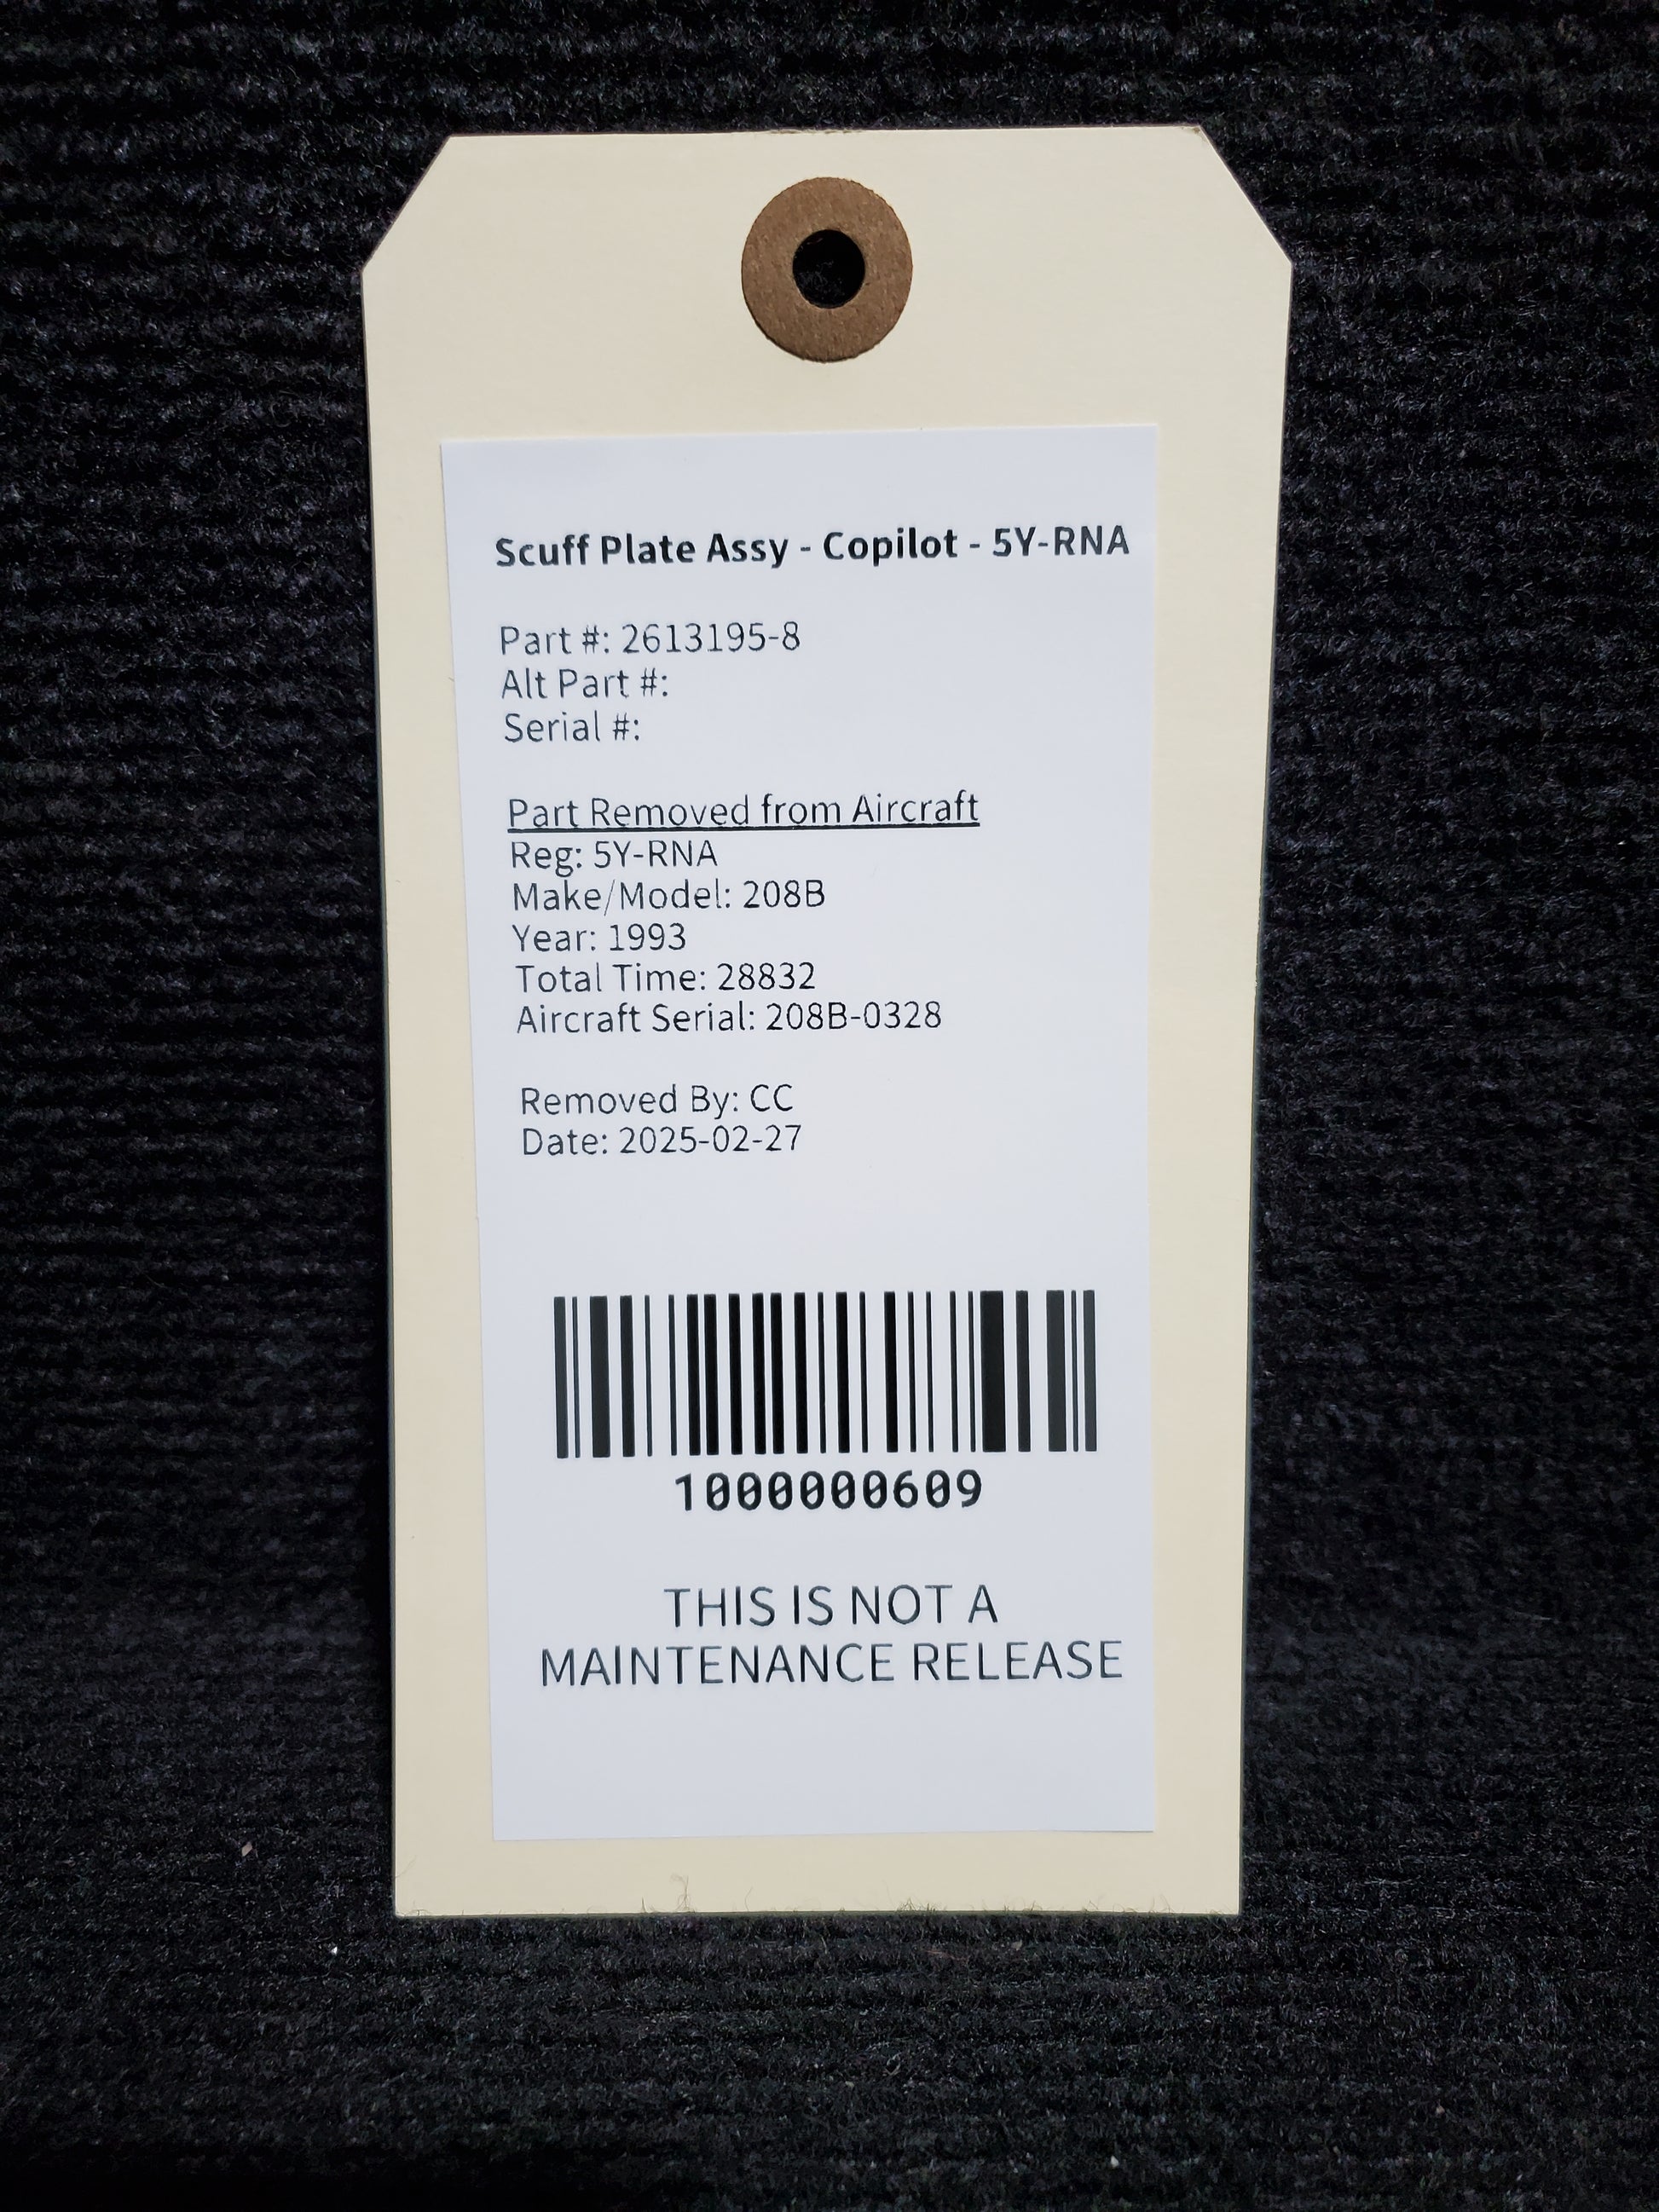 Scuff Plate Assy - Copilot - 5Y-RNA
Part #: 2613195-8
Alt Part #:
Serial #:
Part Removed from Aircraft
Reg: 5Y-RNA
Make/Model: 208B
Year: 1993
Total Time: 28832
Aircraft Serial: 208B-0328
Removed By: CC
Date: 2025-02-27
1000000609
THIS IS NOT A
MAINTENANCE RELEASE